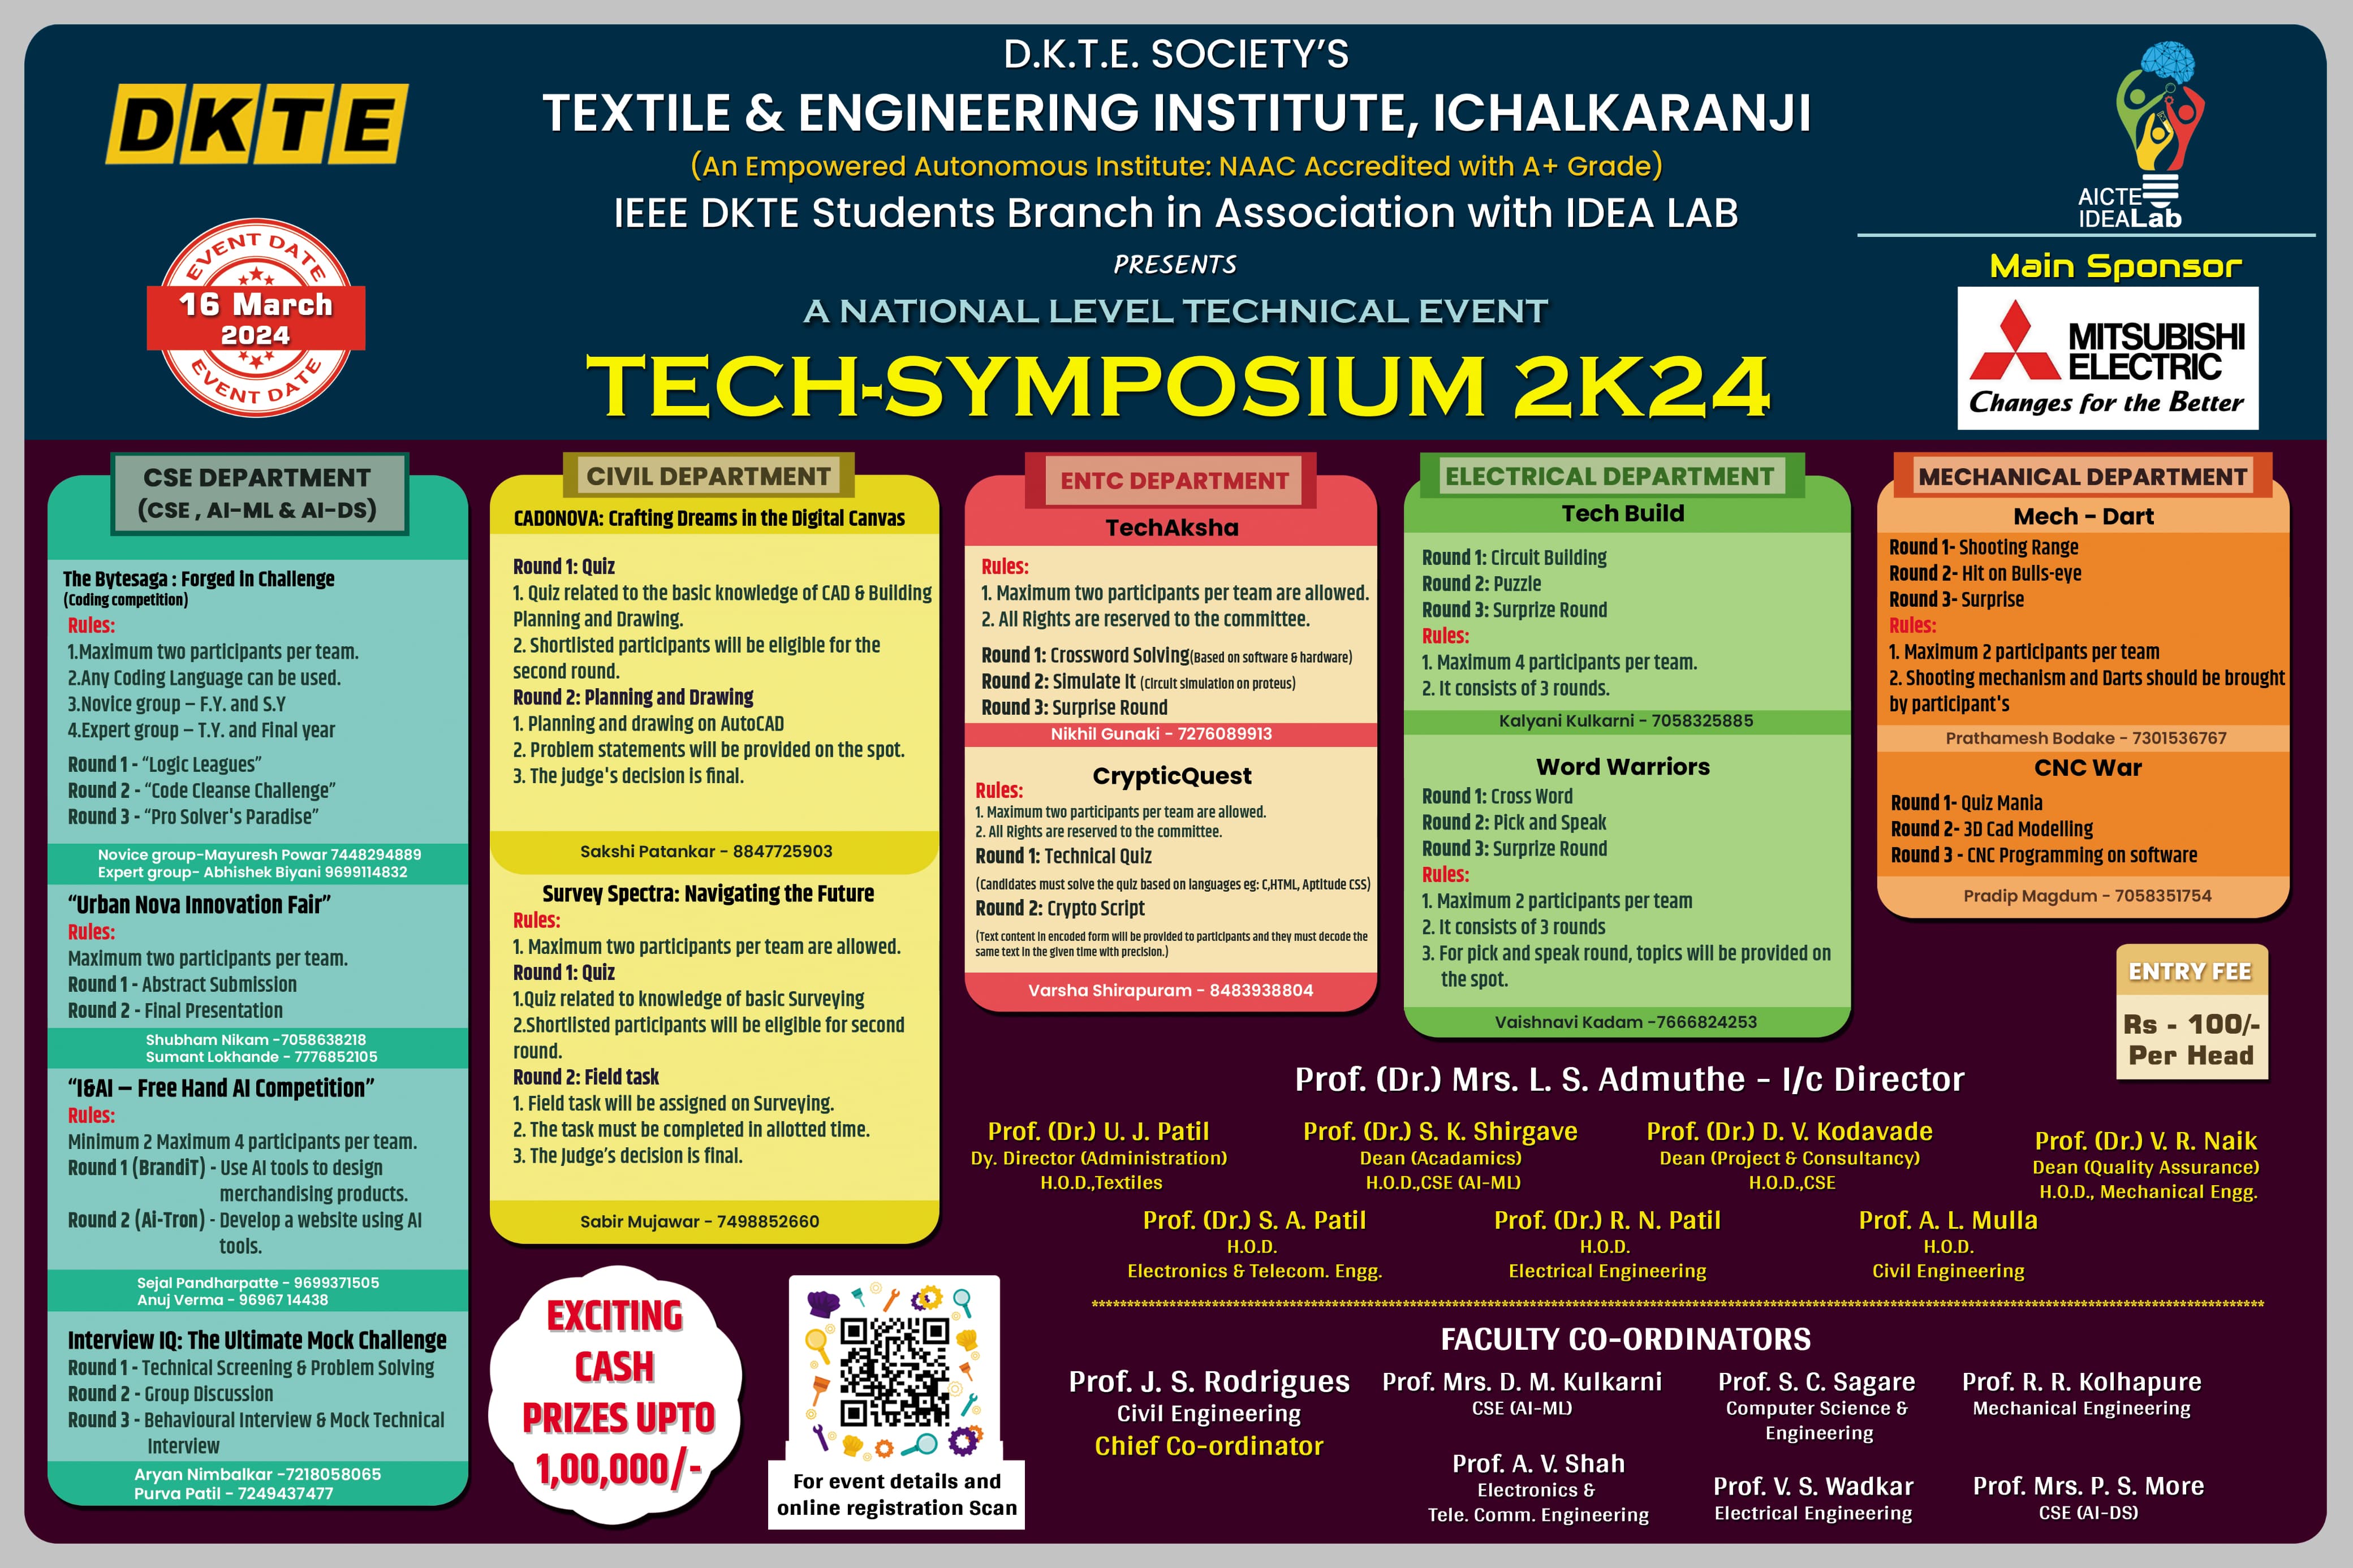 D.K.T.E. SOCIETY'S
DKTE
TEXTILE & ENGINEERING INSTITUTE, ICHALKARANJI
(An Empowered Autonomous Institute: NAAC Accredited with A+ Grade)
IEEE DKTE Students Branch in Association with IDEA LAB
PRESENTS
A NATIONAL LEVEL TECHNICAL EVENT
TECH-SYMPOSIUM 2K24
EVENT DATE
16 March
2024
EVENT DATE
AICTE
IDEALab
Main Sponsor
MITSUBISHI
ELECTRIC
Changes for the Better
CSE DEPARTMENT
(CSE , AI-ML & AI-DS)
The Bytesaga : Forged in Challenge
(Coding competition)
Rules:
1.Maximum two participants per team.
2.Any Coding Language can be used.
3.Novice group – F.Y. and S.Y
4.Expert group – T.Y. and Final year
Round 1 - “Logic Leagues”
Round 2 - “Code Cleanse Challenge”
Round 3 - “Pro Solver's Paradise”
Novice group-Mayuresh Powar 7448294889
Expert group- Abhishek Biyani 9699114832
“Urban Nova Innovation Fair”
Rules:
Maximum two participants per team.
Round 1 - Abstract Submission
Round 2 - Final Presentation
Shubham Nikam -7058638218
Sumant Lokhande - 7776852105
“I&AI – Free Hand AI Competition”
Rules:
Minimum 2 Maximum 4 participants per team.
Round 1 (BrandiT) - Use AI tools to design
merchandising products.
Round 2 (Ai-Tron) - Develop a website using AI
tools.
Sejal Pandharpatte - 9699371505
Anuj Verma - 96967 14438
Interview IQ: The Ultimate Mock Challenge
Round 1 - Technical Screening & Problem Solving
Round 2 - Group Discussion
Round 3 - Behavioural Interview & Mock Technical
Interview
Aryan Nimbalkar -7218058065
Purva Patil - 7249437477
CIVIL DEPARTMENT
CADONOVA: Crafting Dreams in the Digital Canvas
Round 1: Quiz
1. Quiz related to the basic knowledge of CAD & Building
Planning and Drawing.
2. Shortlisted participants will be eligible for the
second round.
Round 2: Planning and Drawing
1. Planning and drawing on AutoCAD
2. Problem statements will be provided on the spot.
3. The judge's decision is final.
Sakshi Patankar - 8847725903
Survey Spectra: Navigating the Future
Rules:
1. Maximum two participants per team are allowed.
Round 1: Quiz
1.Quiz related to knowledge of basic Surveying
2.Shortlisted participants will be eligible for second
round.
Round 2: Field task
1. Field task will be assigned on Surveying.
2. The task must be completed in allotted time.
3. The Judge’s decision is final.
Sabir Mujawar - 7498852660
EXCITING
CASH
PRIZES UPTO
1,00,000/-
For event details and
online registration Scan
ENTC DEPARTMENT
TechAksha
Rules:
1. Maximum two participants per team are allowed.
2. All Rights are reserved to the committee.
Round 1: Crossword Solving(Based on software & hardware)
Round 2: Simulate It (Circuit simulation on proteus)
Round 3: Surprise Round
Nikhil Gunaki - 7276089913
CrypticQuest
Rules:
1. Maximum two participants per team are allowed.
2. All Rights are reserved to the committee.
Round 1: Technical Quiz
(Candidates must solve the quiz based on languages eg: C,HTML, Aptitude CSS)
Round 2: Crypto Script
(Text content in encoded form will be provided to participants and they must decode the
same text in the given time with precision.)
Varsha Shirapuram - 8483938804
ELECTRICAL DEPARTMENT
Tech Build
Round 1: Circuit Building
Round 2: Puzzle
Round 3: Surprize Round
Rules:
1. Maximum 4 participants per team.
2. It consists of 3 rounds.
Kalyani Kulkarni - 7058325885
Word Warriors
Round 1: Cross Word
Round 2: Pick and Speak
Round 3: Surprize Round
Rules:
1. Maximum 2 participants per team
2. It consists of 3 rounds
3. For pick and speak round, topics will be provided on
the spot.
Vaishnavi Kadam -7666824253
MECHANICAL DEPARTMENT
Mech - Dart
Round 1- Shooting Range
Round 2- Hit on Bulls-eye
Round 3- Surprise
Rules:
1. Maximum 2 participants per team
2. Shooting mechanism and Darts should be brought
by participant's
Prathamesh Bodake - 7301536767
CNC War
Round 1- Quiz Mania
Round 2- 3D Cad Modelling
Round 3 - CNC Programming on software
Pradip Magdum - 7058351754
ENTRY FEE
Rs - 100/-
Per Head
Prof. (Dr.) Mrs. L. S. Admuthe - I/c Director
Prof. (Dr.) U. J. Patil
Dy. Director (Administration)
H.O.D.,Textiles
Prof. (Dr.) S. K. Shirgave
Dean (Acadamics)
H.O.D.,CSE (AI-ML)
Prof. (Dr.) D. V. Kodavade
Dean (Project & Consultancy)
H.O.D.,CSE
Prof. (Dr.) V. R. Naik
Dean (Quality Assurance)
H.O.D., Mechanical Engg.
Prof. (Dr.) S. A. Patil
H.O.D.
Electronics & Telecom. Engg.
Prof. (Dr.) R. N. Patil
H.O.D.
Electrical Engineering
Prof. A. L. Mulla
H.O.D.
Civil Engineering
FACULTY CO-ORDINATORS
Prof. J. S. Rodrigues
Civil Engineering
Chief Co-ordinator
Prof. Mrs. D. M. Kulkarni
CSE (AI-ML)
Prof. S. C. Sagare
Computer Science &
Engineering
Prof. R. R. Kolhapure
Mechanical Engineering
Prof. A. V. Shah
Electronics &
Tele. Comm. Engineering
Prof. V. S. Wadkar
Electrical Engineering
Prof. Mrs. P. S. More
CSE (AI-DS)